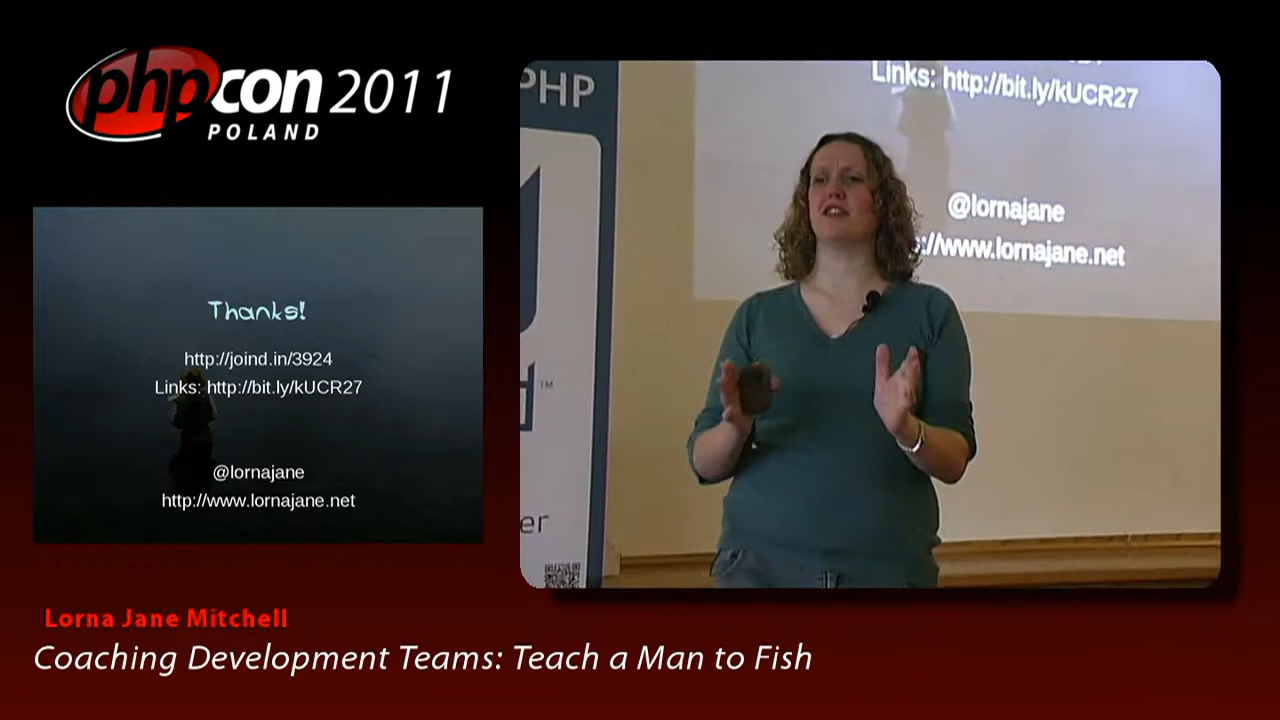 phpcon 2011
POLAND
Thanks!
http://joind.in/3924
Links: http://bit.ly/kUCR27
@lornajane
http://www.lornajane.net
PHP
Links: http://bit.ly/kUCR27
@lornajane
://www.lornajane.net
TM
er
Lorna Jane Mitchell
Coaching Development Teams: Teach a Man to Fish